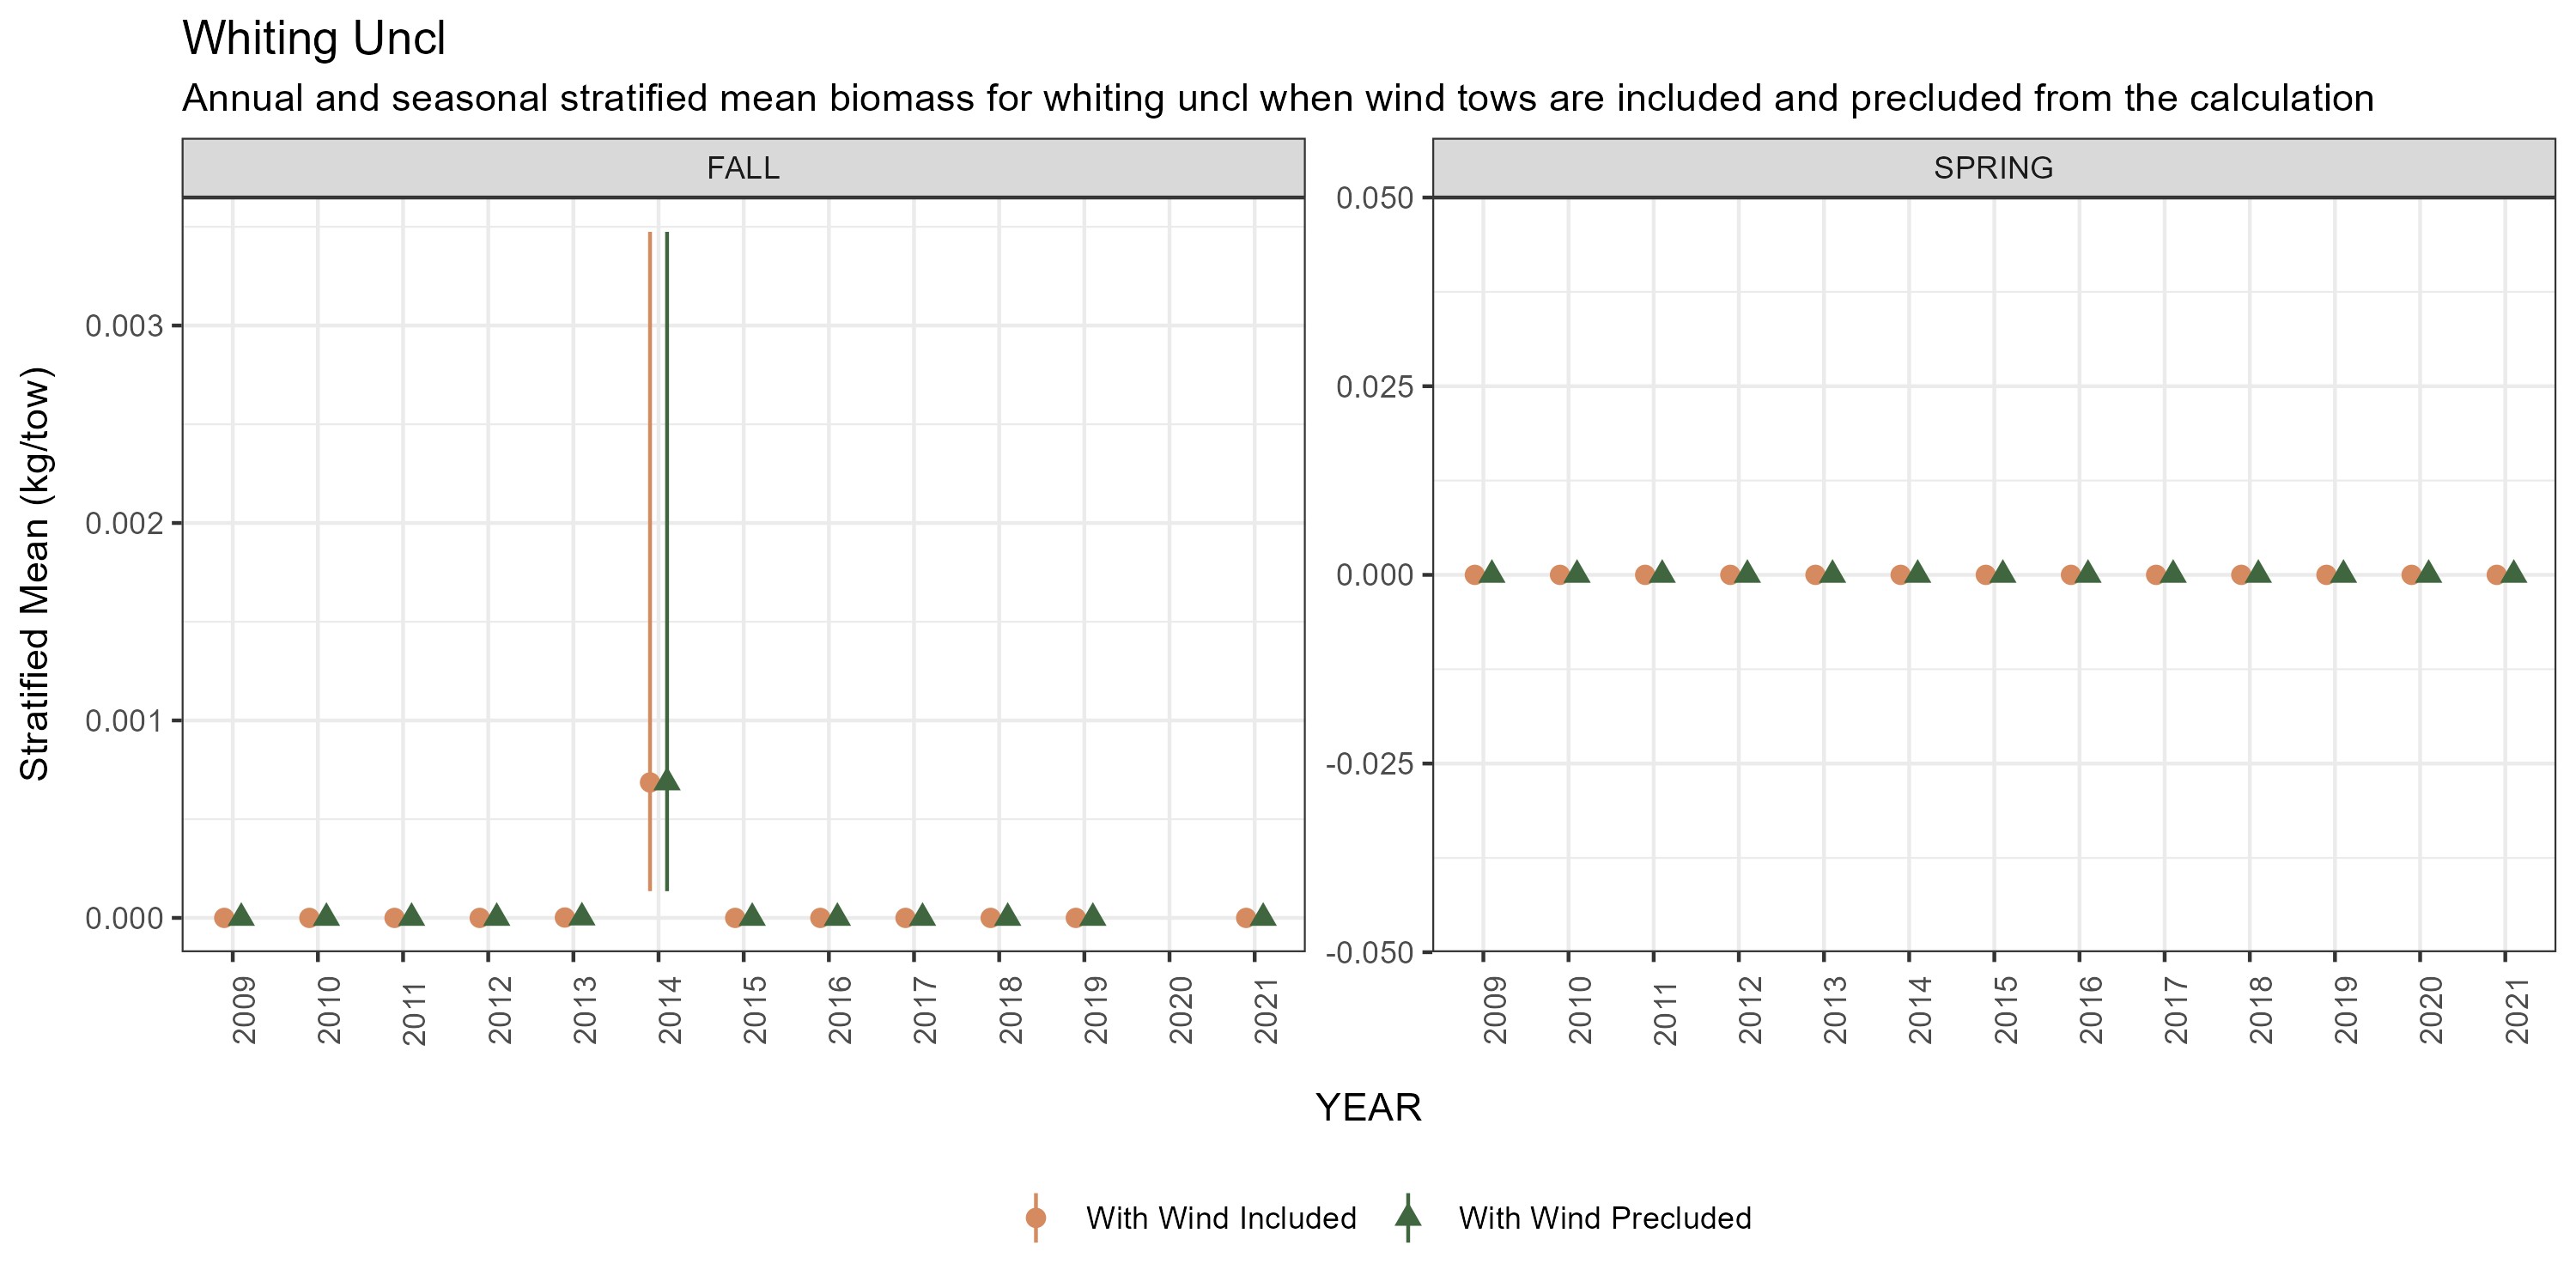 Whiting Uncl
Annual and seasonal stratified mean biomass for whiting uncl when wind tows are included and precluded from the calculation
FALL
SPRING
Stratified Mean (kg/tow)
0.003
0.002
0.001
0.000
0.050
0.025
0.000
-0.025
-0.050
2009 2010 2011 2012 2013 2014 2015 2016 2017 2018 2019 2020 2021
2009 2010 2011 2012 2013 2014 2015 2016 2017 2018 2019 2020 2021
YEAR
With Wind Included With Wind Precluded